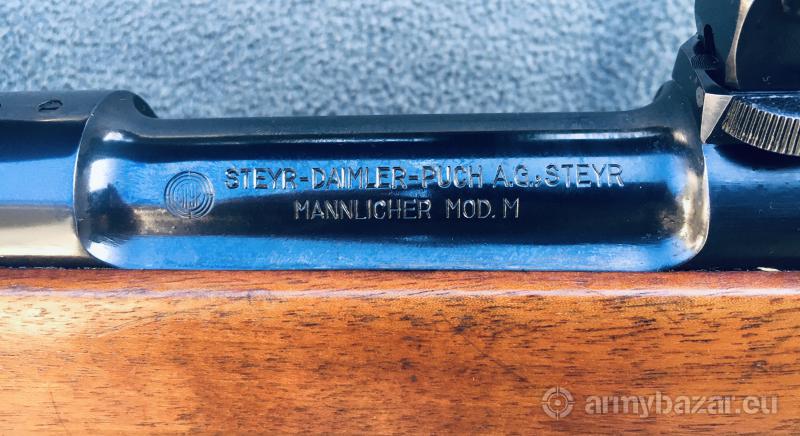 STEYR-DAIMLER-PUCH A.G., STEYR
MANNLICHER MOD. M
armybazar.eu